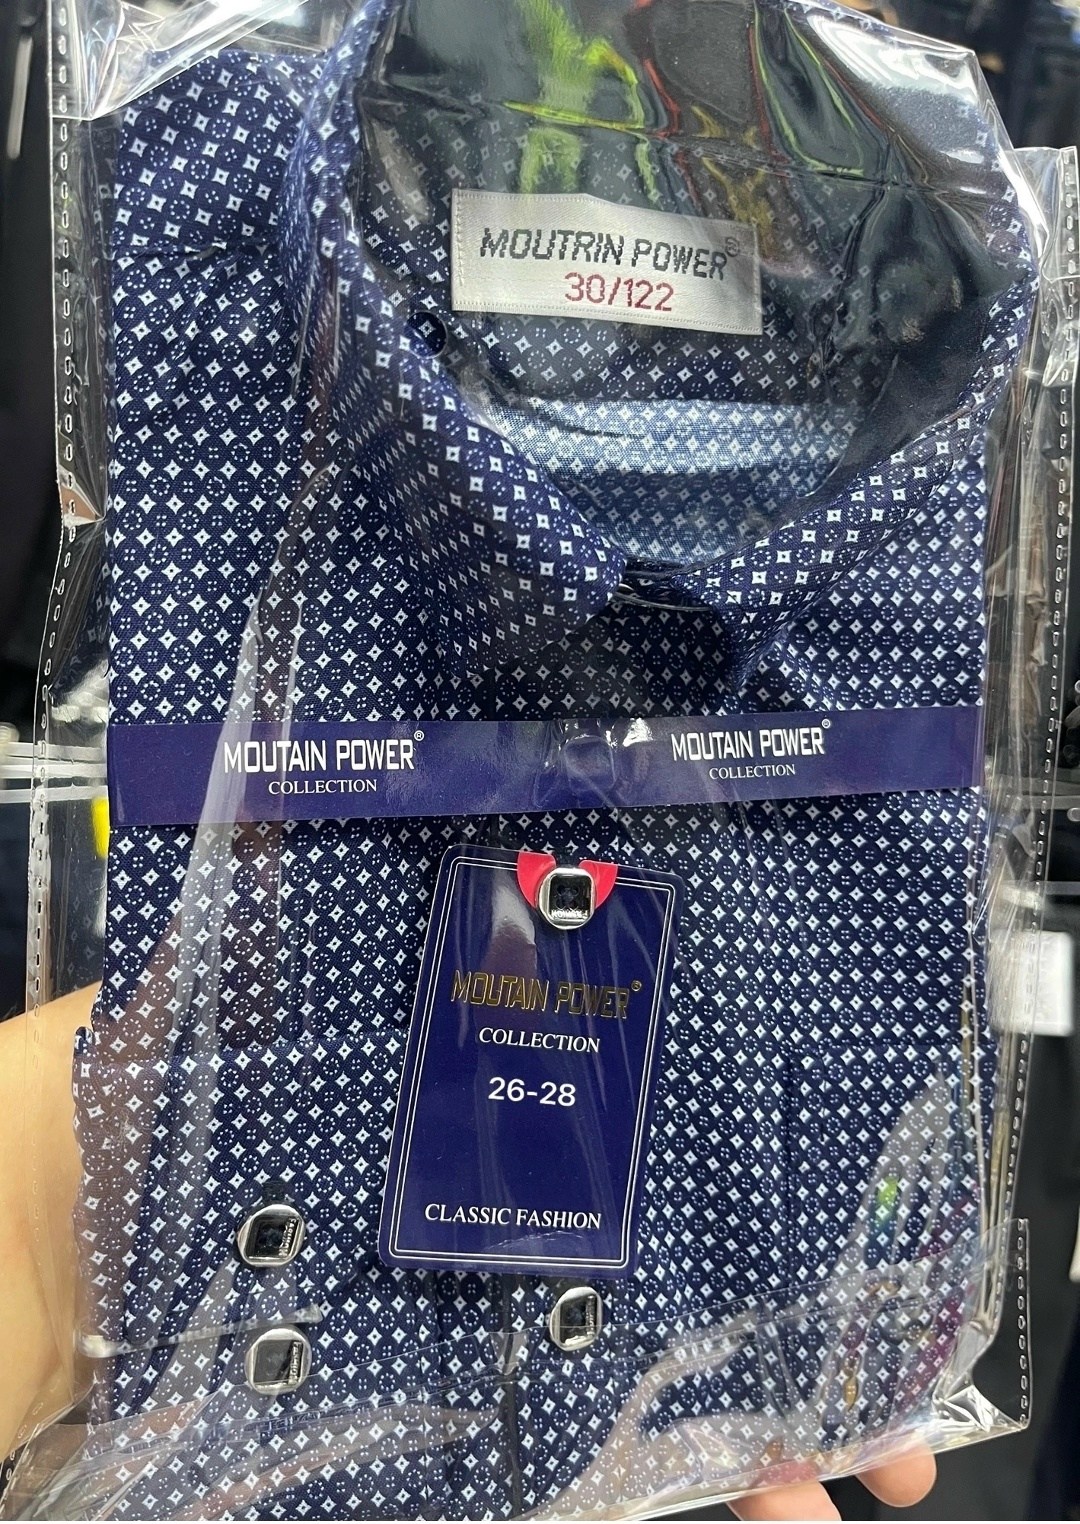 MOUTRIN POWER®
30/122
MOUTAIN POWER®
COLLECTION
MOUTAIN POWER®
COLLECTION
MOUTAIN POWER®
COLLECTION
26-28
CLASSIC FASHION